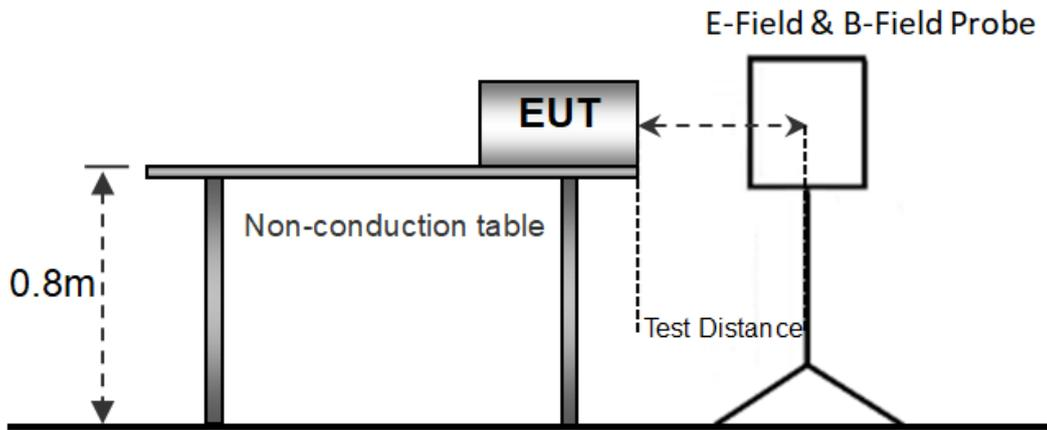 E-Field & B-Field Probe
EUT
Non-conduction table
0.8m
Test Distance